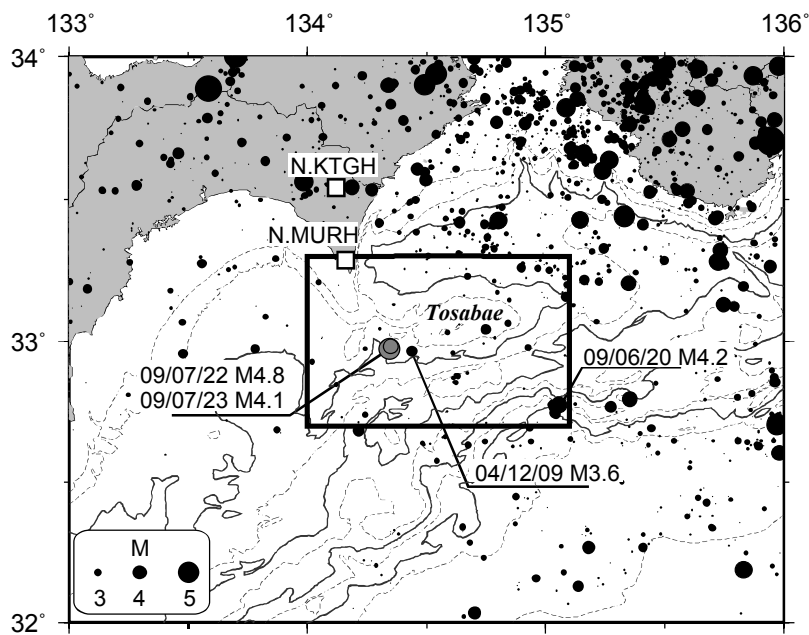 133° 134° 135° 136°
34°
N.KTGH
N.MURH
Tosabae
33°
09/06/20 M4.2
09/07/22 M4.8
09/07/23 M4.1
04/12/09 M3.6
M
3 4 5
32°